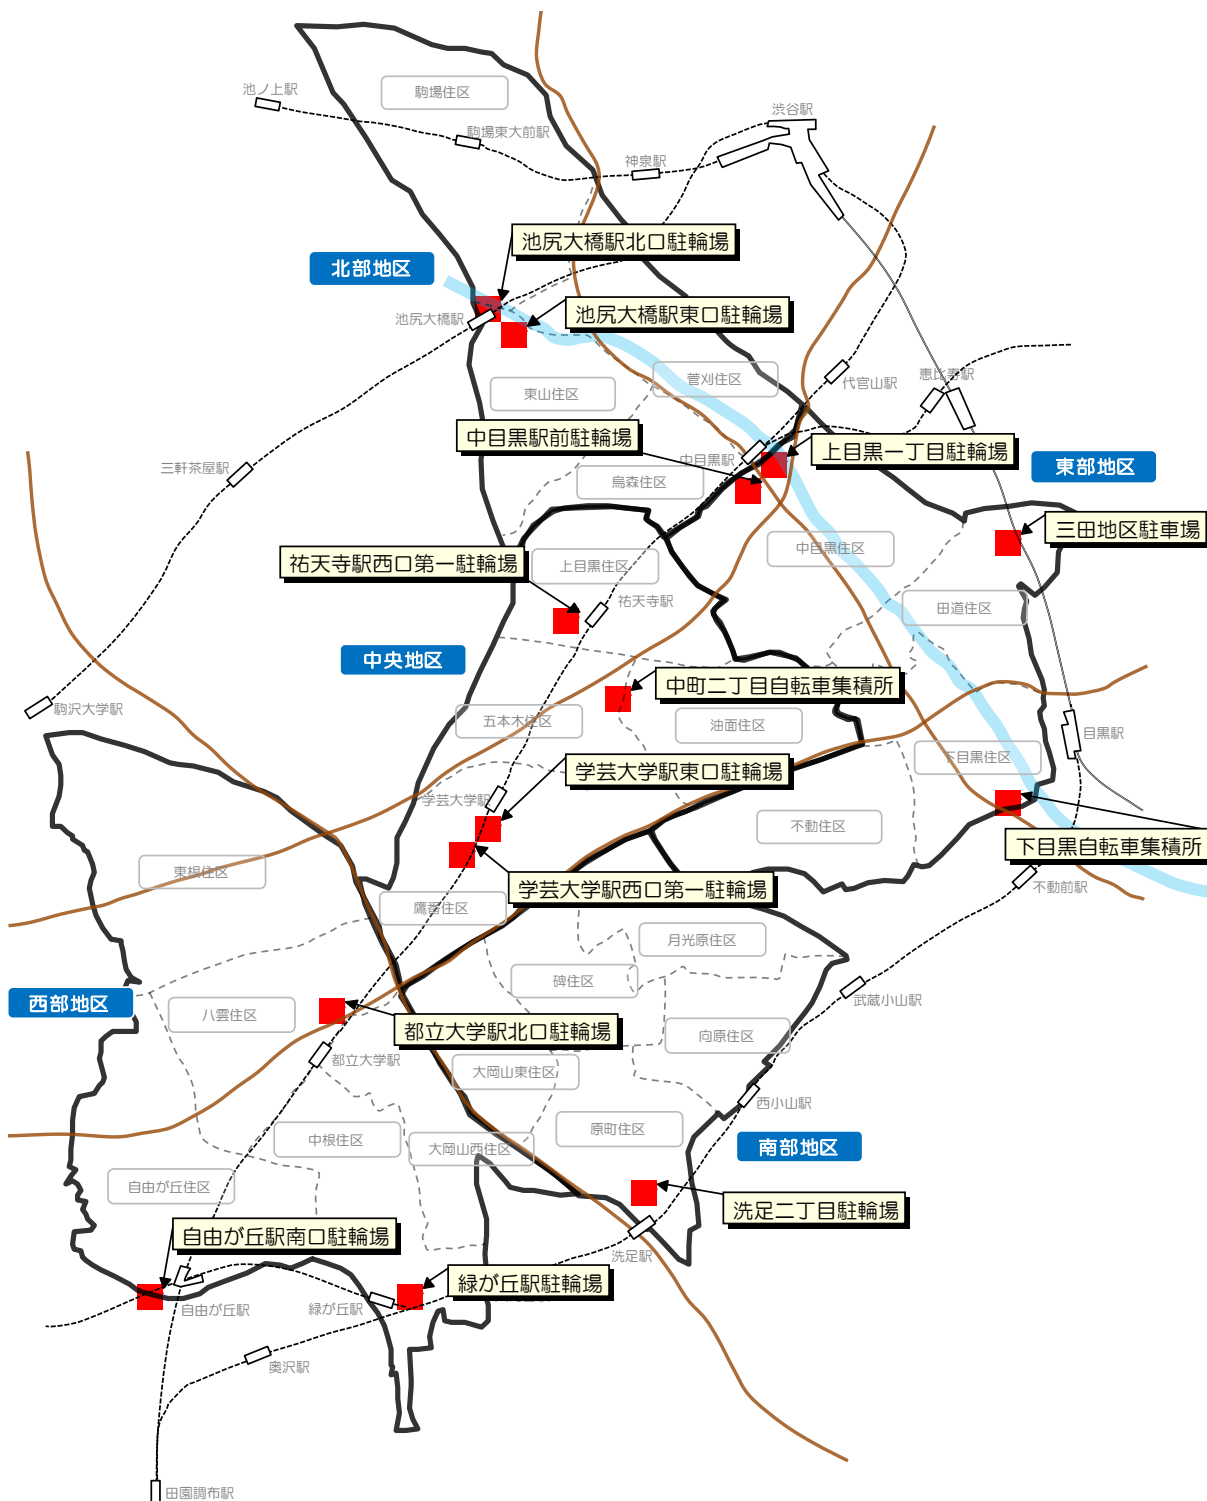 駒場住区
池ノ上駅
渋谷駅
駒場東大前駅
神泉駅
池尻大橋駅北口駐輪場
北部地区
池尻大橋駅東口駐輪場
池尻大橋駅
菅刈住区
代官山駅
恵比寿駅
東山住区
中目黒駅前駐輪場
上目黒一丁目駐輪場
中目黒駅
三軒茶屋駅
東部地区
烏森住区
三田地区駐車場
中目黒住区
祐天寺駅西口第一駐輪場
上目黒住区
祐天寺駅
田道住区
中央地区
中町二丁目自転車集積所
駒沢大学駅
五本木住区
油面住区
目黒駅
下目黒住区
学芸大学駅東口駐輪場
学芸大学駅
不動住区
下目黒自転車集積所
東根住区
学芸大学駅西口第一駐輪場
不動前駅
鷹番住区
月光原住区
碑住区
西部地区
武蔵小山駅
八雲住区
都立大学駅北口駐輪場
向原住区
都立大学駅
大岡山東住区
西小山駅
原町住区
中根住区
大岡山西住区
南部地区
自由が丘住区
洗足二丁目駐輪場
自由が丘駅南口駐輪場
洗足駅
緑が丘駅駐輪場
自由が丘駅
緑が丘駅
奥沢駅
田園調布駅